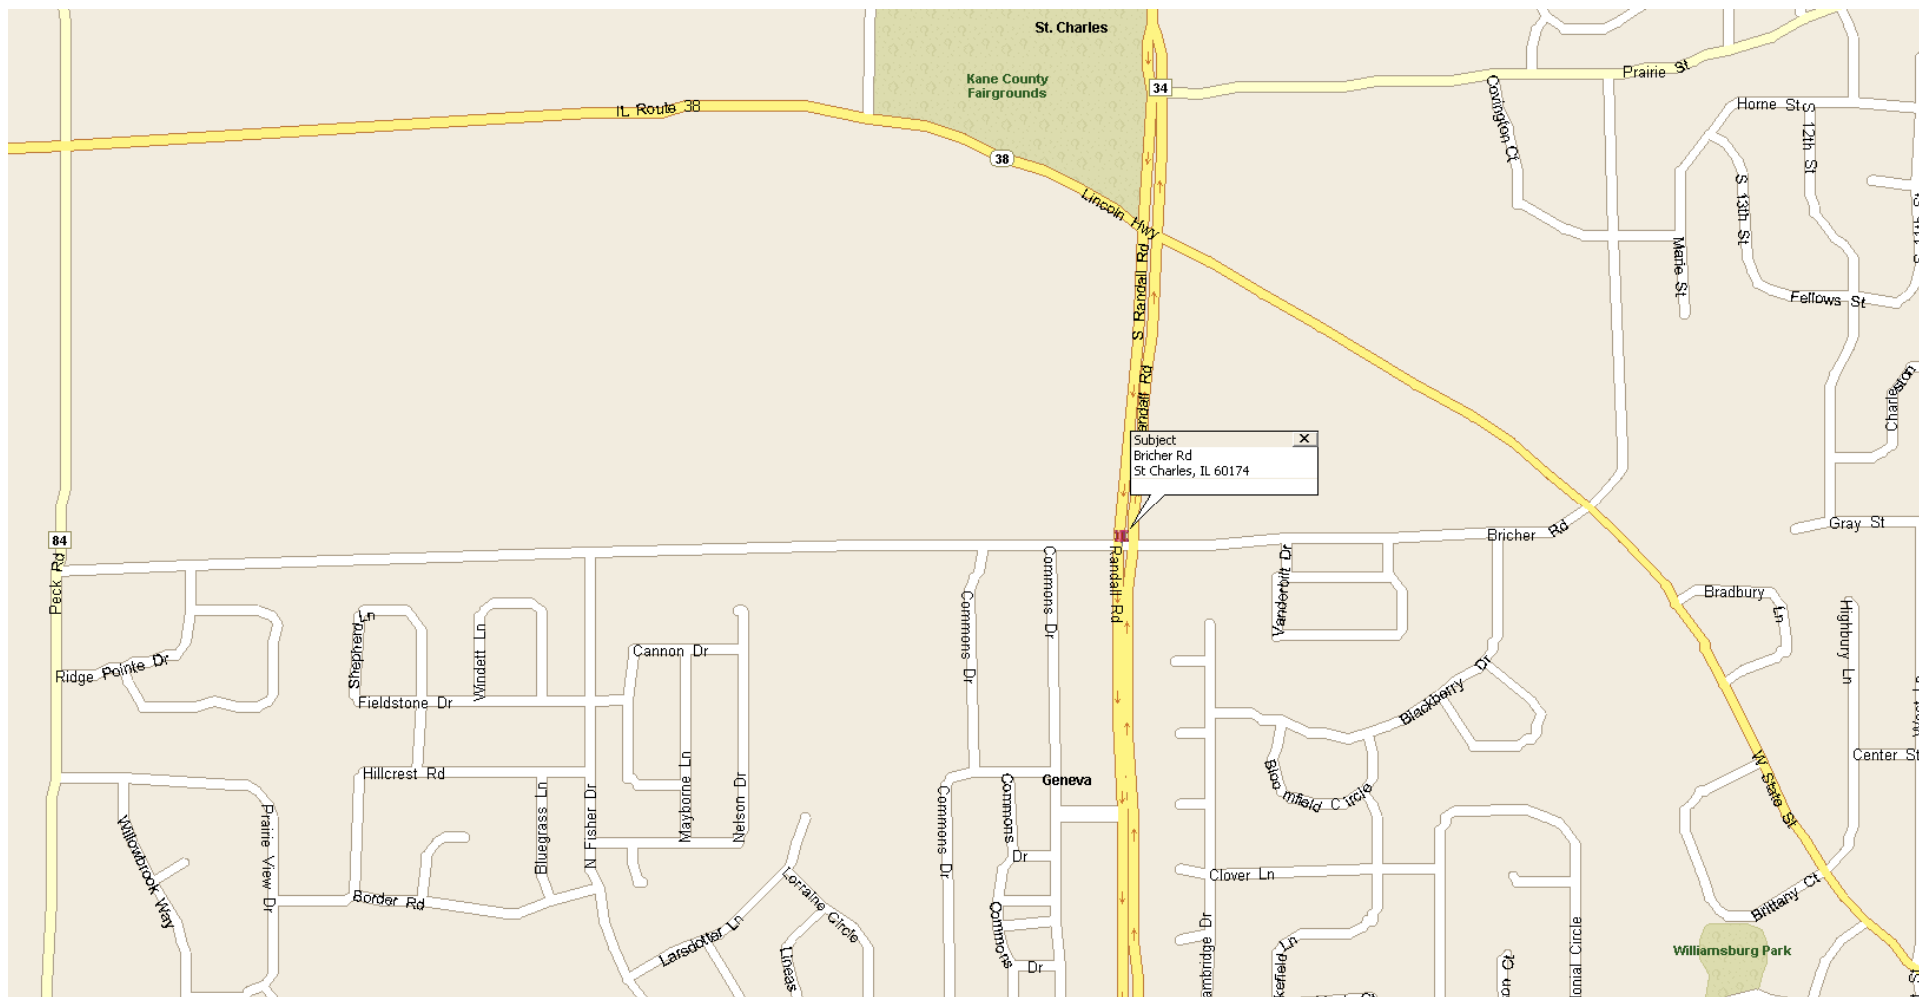 St. Charles
Kane County
Fairgrounds
Prairie St
34
IL Route 38
38
Lincoln Hwy
Covington Ct
Horne St
S 12th St
S 13th St
Marie St
Fellows St
S Randall Rd
Charleston
Subject
Bricher Rd
St Charles, IL 60174
84
Peck Rd
Randall Rd
Bricher Rd
Gray St
Commons Dr
Commons Dr
Vanderbilt Dr
Bradbury Ln
Highbury Ln
Shepherd Ln
Windett Ln
Cannon Dr
Ridge Pointe Dr
Fieldstone Dr
Blackberry Dr
Center St
W State St
Hillcrest Rd
Geneva
Bloomfield Circle
Bluegrass Ln
N Fisher Dr
Mayborne Ln
Nelson Dr
Commons Dr
Commons Dr
Willowbrook Way
Prairie View Dr
Border Rd
Clover Ln
Brittany Ct
Larsdotter Ln
Lorraine Circle
Lineas
Commons Dr
Williamsburg Park